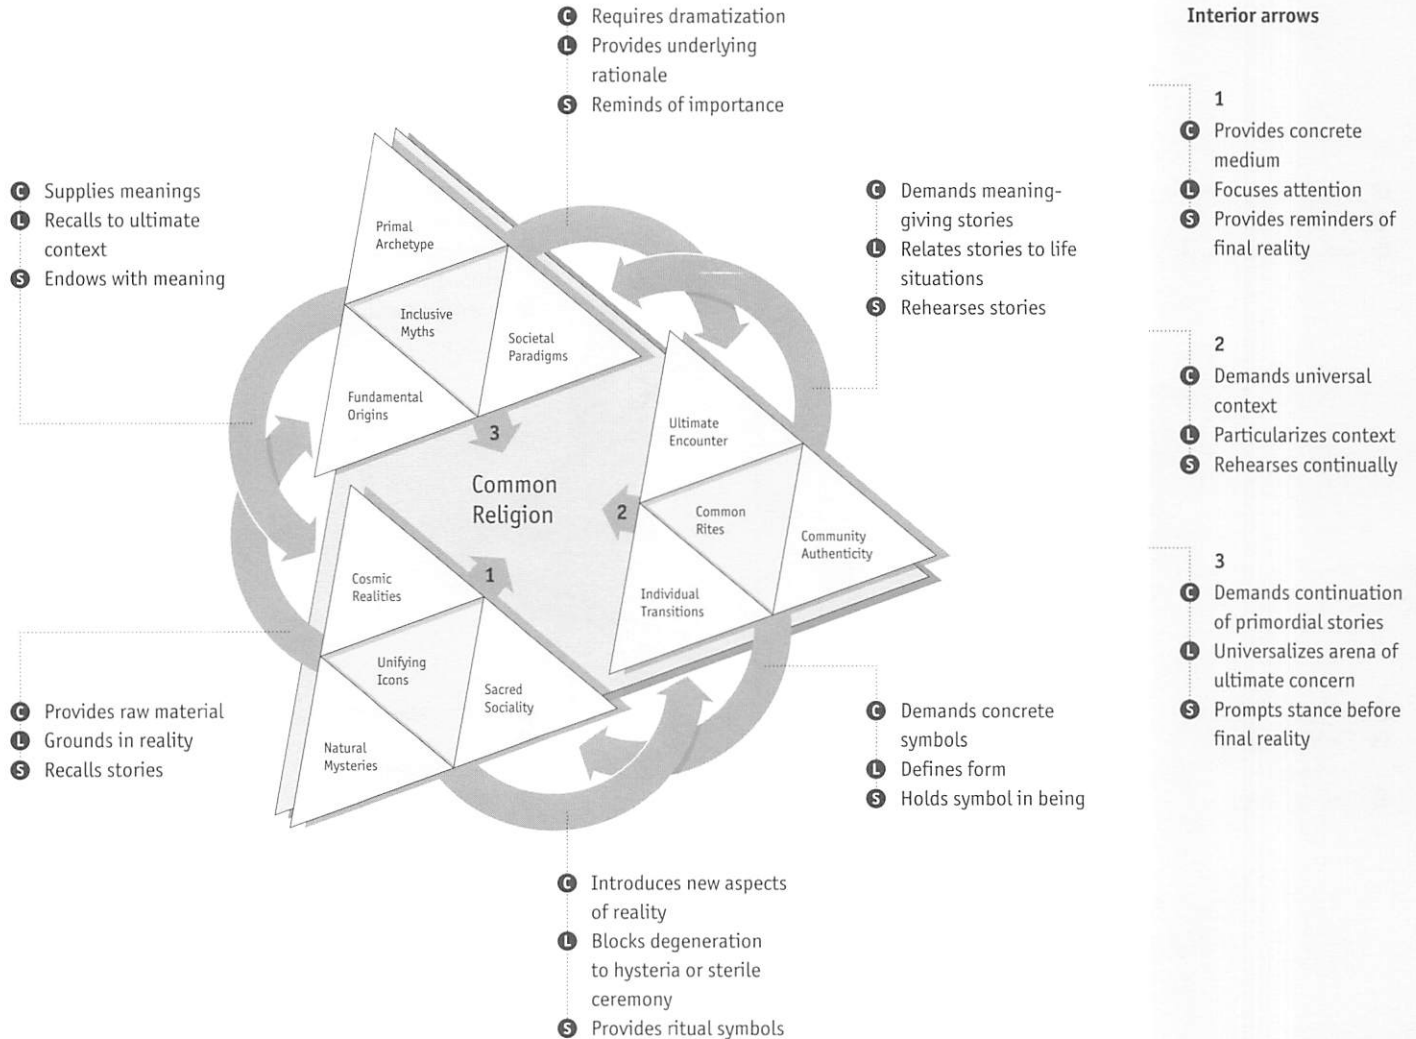 C Requires dramatization
L Provides underlying
rationale
S Reminds of importance
C Supplies meanings
L Recalls to ultimate
context
S Endows with meaning
C Demands meaning-
giving stories
L Relates stories to life
situations
S Rehearses stories
Primal
Archetype
Inclusive
Myths
Societal
Paradigms
Fundamental
Origins
3
Common
Religion
2
1
Ultimate
Encounter
Common
Rites
Community
Authenticity
Individual
Transitions
Cosmic
Realities
Unifying
Icons
Sacred
Sociality
Natural
Mysteries
C Provides raw material
L Grounds in reality
S Recalls stories
C Demands concrete
symbols
L Defines form
S Holds symbol in being
C Introduces new aspects
of reality
L Blocks degeneration
to hysteria or sterile
ceremony
S Provides ritual symbols
Interior arrows
1
C Provides concrete
medium
L Focuses attention
S Provides reminders of
final reality
2
C Demands universal
context
L Particularizes context
S Rehearses continually
3
C Demands continuation
of primordial stories
L Universalizes arena of
ultimate concern
S Prompts stance before
final reality